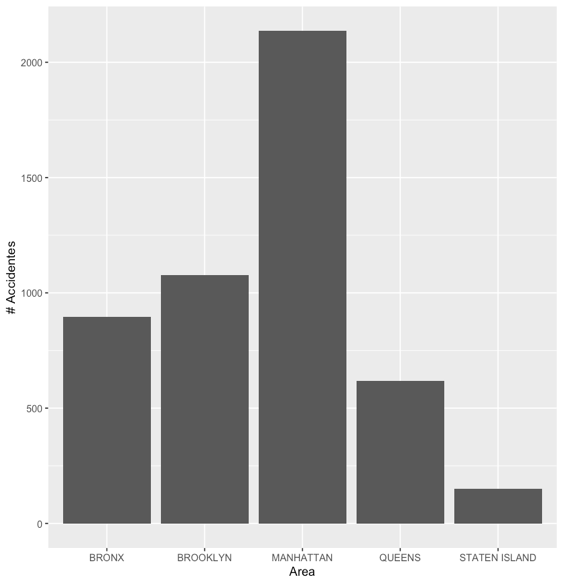 # Accidentes
2000
1500
1000
500
0
BRONX BROOKLYN MANHATTAN QUEENS STATEN ISLAND
Area